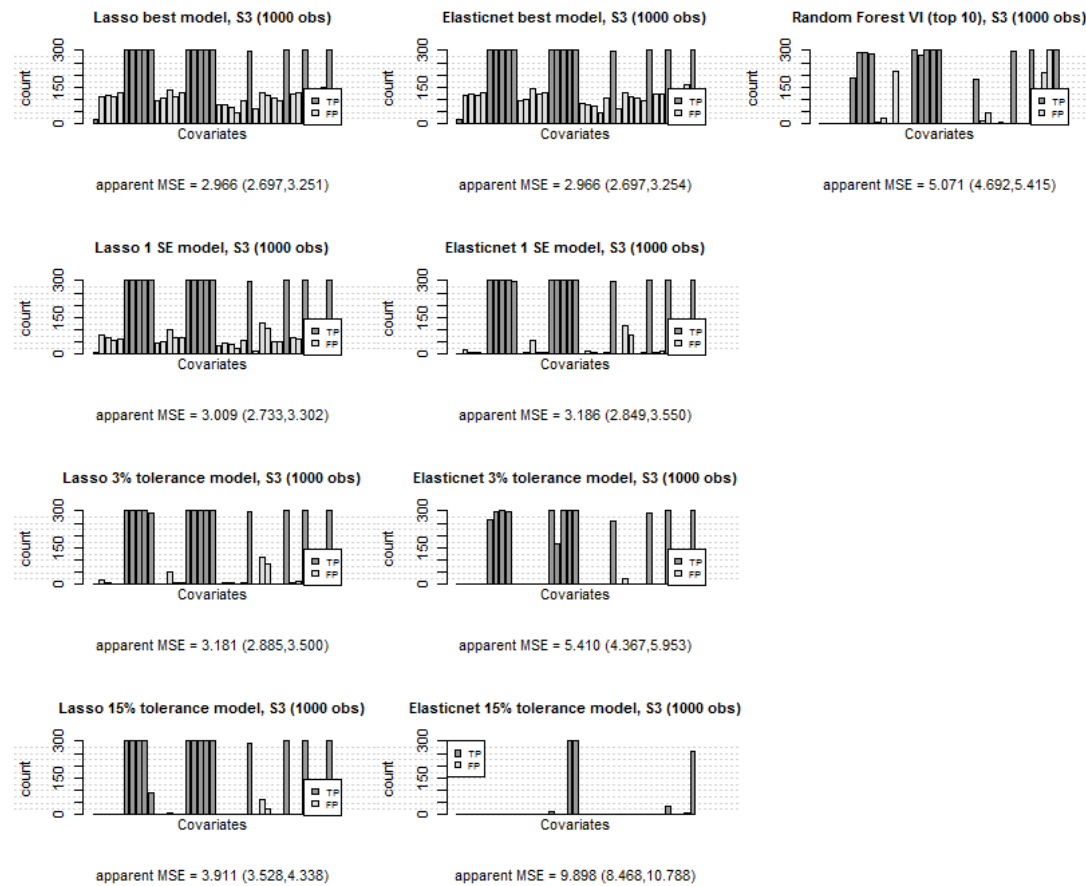 Lasso best model, S3 (1000 obs)
Elasticnet best model, S3 (1000 obs)
Random Forest VI (top 10), S3 (1000 obs)
count
0 150 300
TP
FP
Covariates
count
0 150 300
TP
FP
Covariates
count
0 150 300
TP
FP
Covariates
apparent MSE = 2.966 (2.697,3.251)
apparent MSE = 2.966 (2.697,3.254)
apparent MSE = 5.071 (4.692,5.415)
Lasso 1 SE model, S3 (1000 obs)
Elasticnet 1 SE model, S3 (1000 obs)
count
0 150 300
TP
FP
Covariates
count
0 150 300
TP
FP
Covariates
apparent MSE = 3.009 (2.733,3.302)
apparent MSE = 3.186 (2.849,3.550)
Lasso 3% tolerance model, S3 (1000 obs)
Elasticnet 3% tolerance model, S3 (1000 obs)
count
0 150 300
TP
FP
Covariates
count
0 150 300
TP
FP
Covariates
apparent MSE = 3.181 (2.885,3.500)
apparent MSE = 5.410 (4.367,5.953)
Lasso 15% tolerance model, S3 (1000 obs)
Elasticnet 15% tolerance model, S3 (1000 obs)
count
0 150 300
TP
FP
Covariates
count
0 150 300
TP
FP
Covariates
apparent MSE = 3.911 (3.528,4.338)
apparent MSE = 9.898 (8.468,10.788)